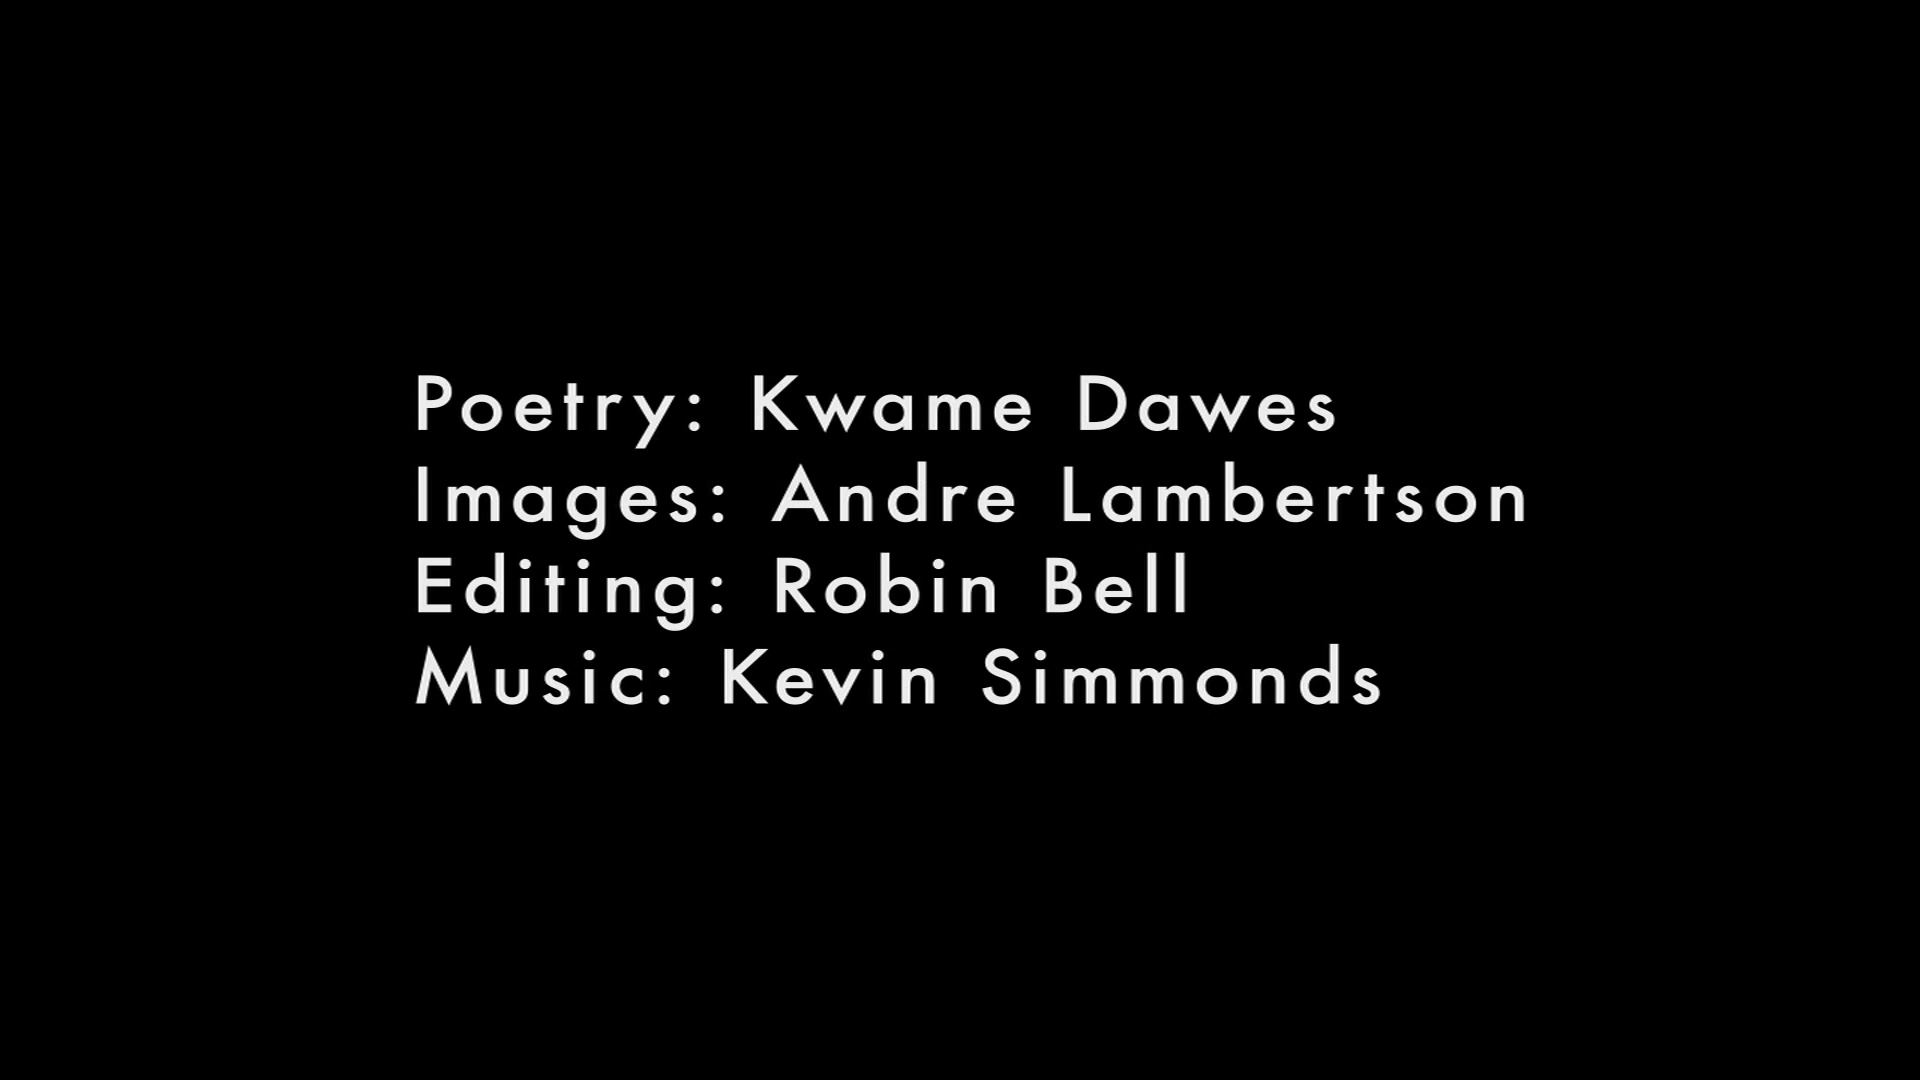 Poetry: Kwame Dawes
Images: Andre Lambertson
Editing: Robin Bell
Music: Kevin Simmonds